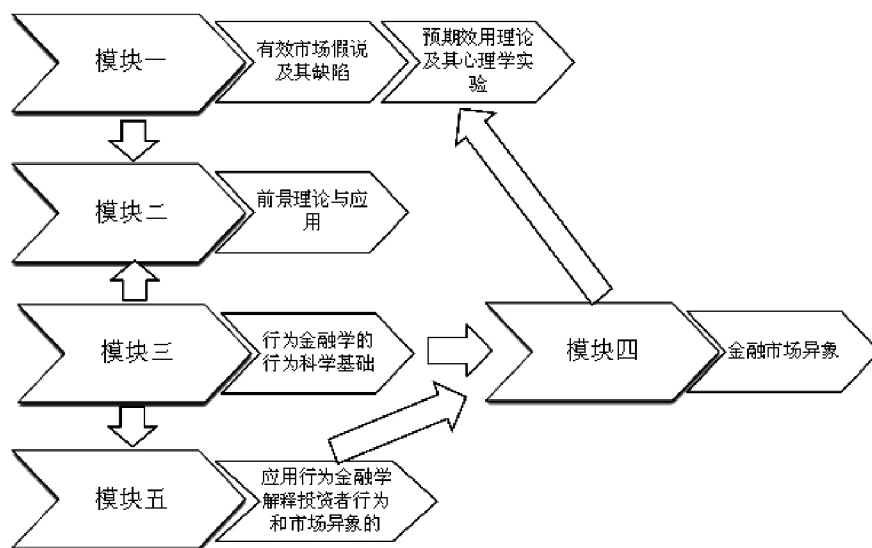 模块一
有效市场假说
及其缺陷
预期效用理论
及其心理学实
验
模块二
前景理论与应
用
模块三
行为金融学的
行为科学基础
模块四
金融市场异象
模块五
应用行为金融学
解释投资者行为
和市场异象的